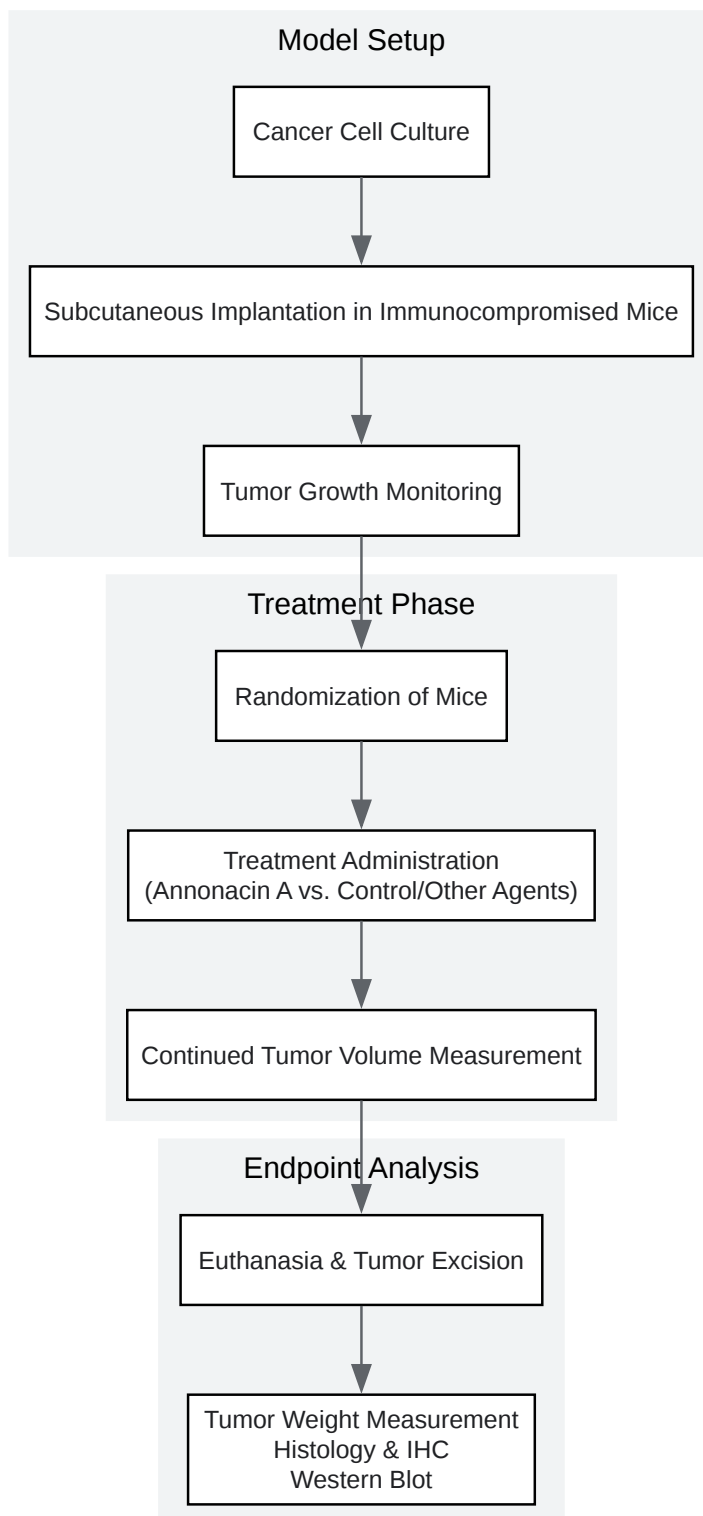 Model Setup
Cancer Cell Culture
Subcutaneous Implantation in Immunocompromised Mice
Tumor Growth Monitoring
Treatment Phase
Randomization of Mice
Treatment Administration
(Annonacin A vs. Control/Other Agents)
Continued Tumor Volume Measurement
Endpoint Analysis
Euthanasia & Tumor Excision
Tumor Weight Measurement
Histology & IHC
Western Blot